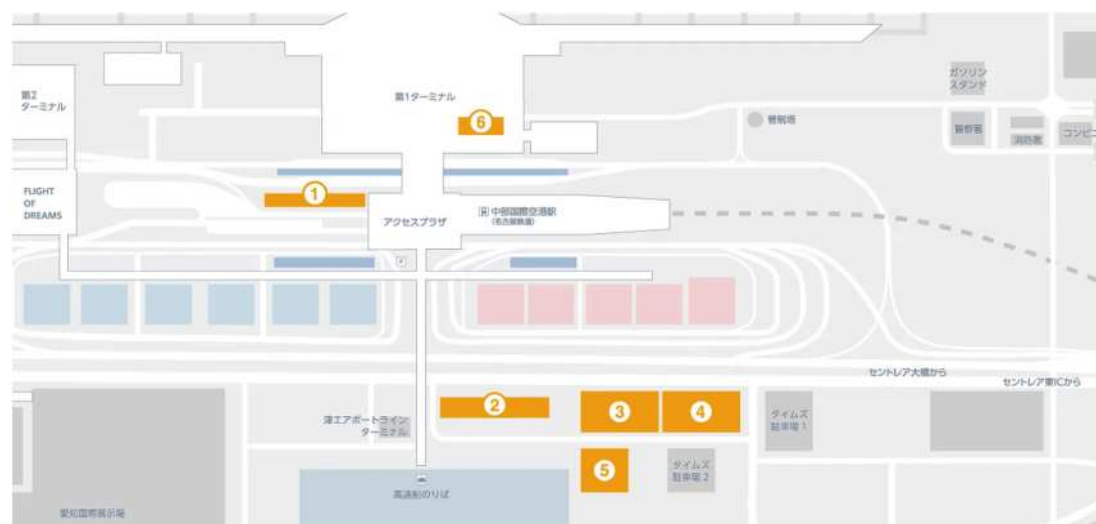 第2
ターミナル
第1ターミナル
ガソリン
スタンド
管制塔
警察署
消防署
コンビニ
6
FLIGHT
OF
DREAMS
1
アクセスプラザ
中部国際空港駅
(名古屋鉄道)
セントレア大橋から
セントレア東ICから
2
3
4
津エアポートライン
ターミナル
タイムズ
駐車場1
5
タイムズ
駐車場2
高速船のりば
愛知国際展示場